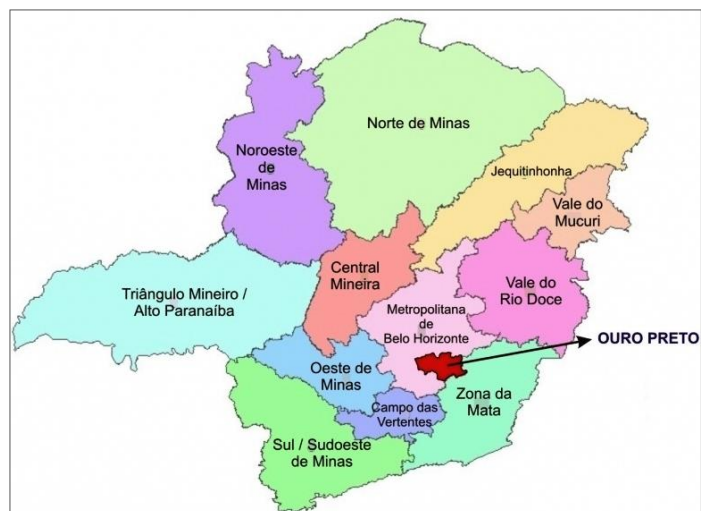 Norte de Minas
Noroeste
de
Minas
Jequitinhonha
Vale do
Mucuri
Central
Mineira
Vale do
Rio Doce
Triângulo Mineiro /
Alto Paranaíba
Metropolitana
de
Belo Horizonte
OURO PRETO
Oeste de
Minas
Zona da
Mata
Campo das
Vertentes
Sul / Sudoeste
de Minas